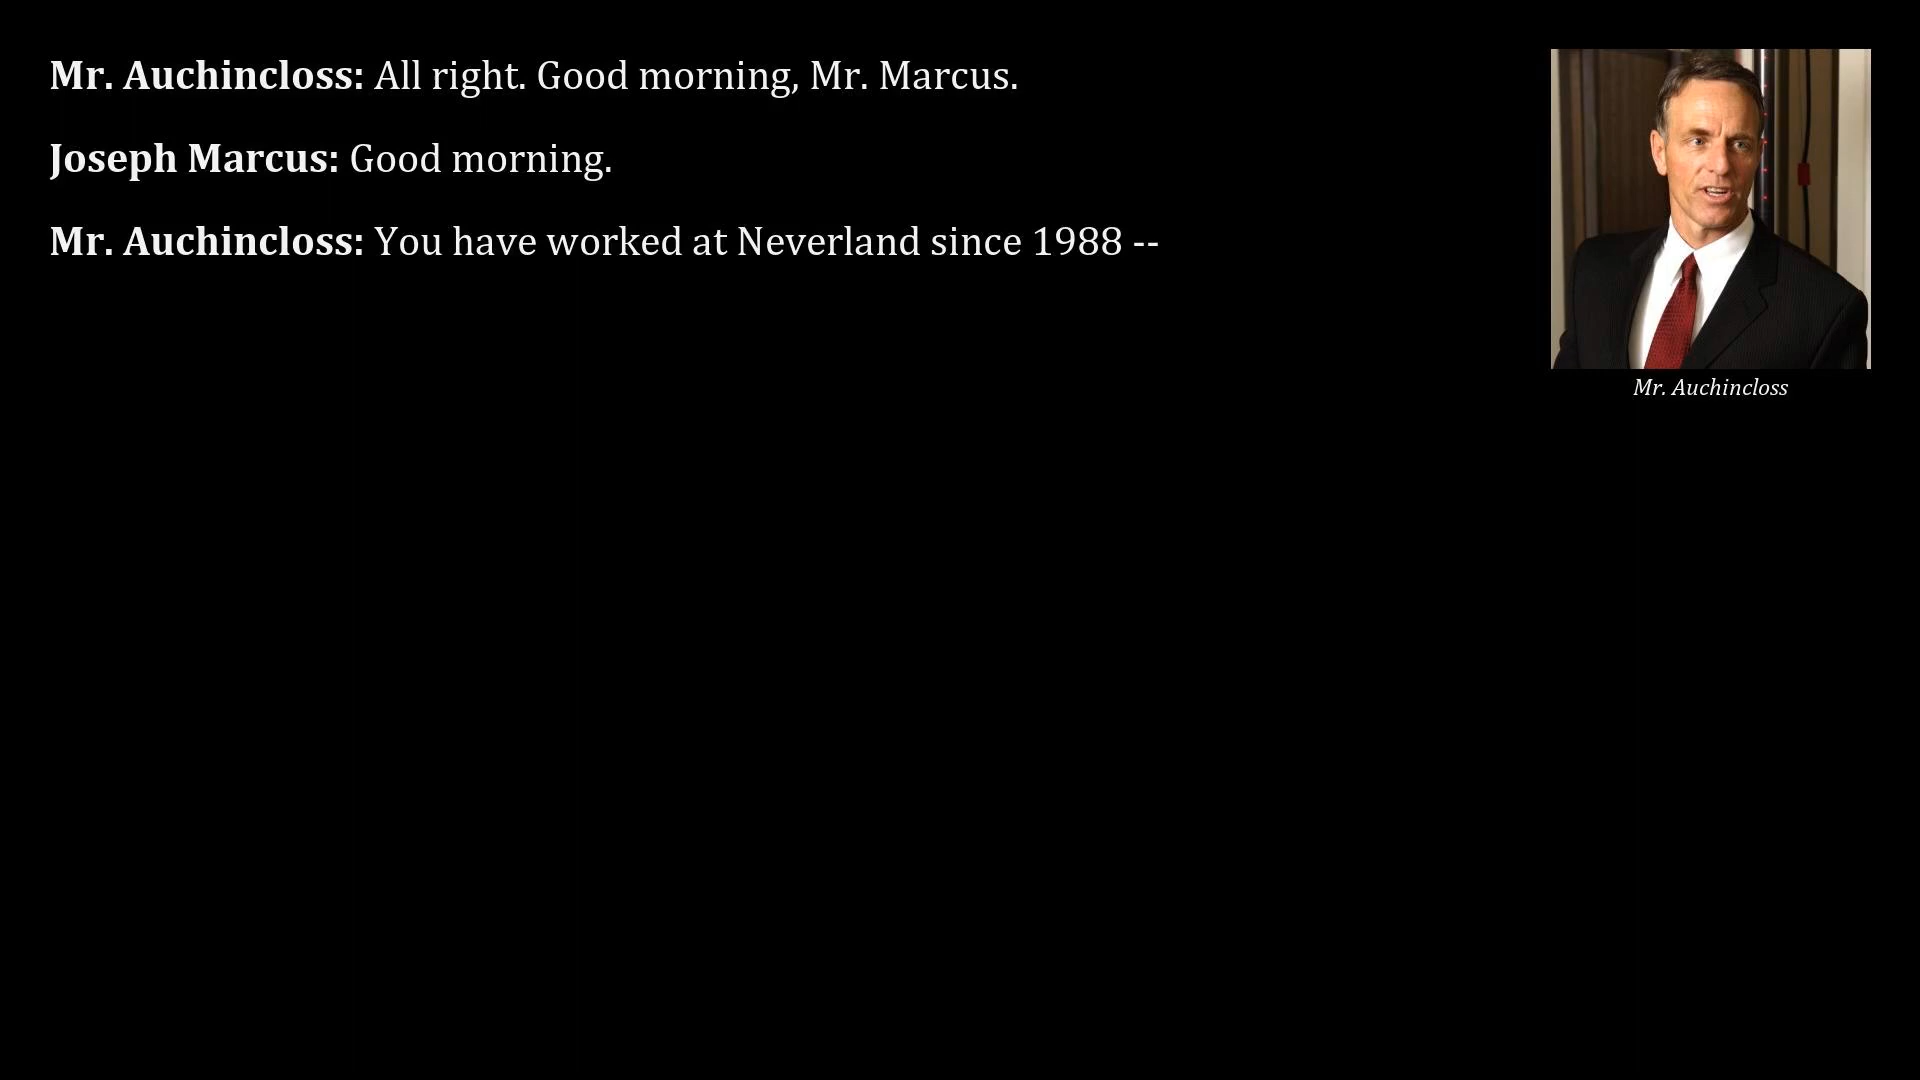 Mr. Auchincloss: All right. Good morning, Mr. Marcus.
Joseph Marcus: Good morning.
Mr. Auchincloss: You have worked at Neverland since 1988 --
Mr. Auchincloss